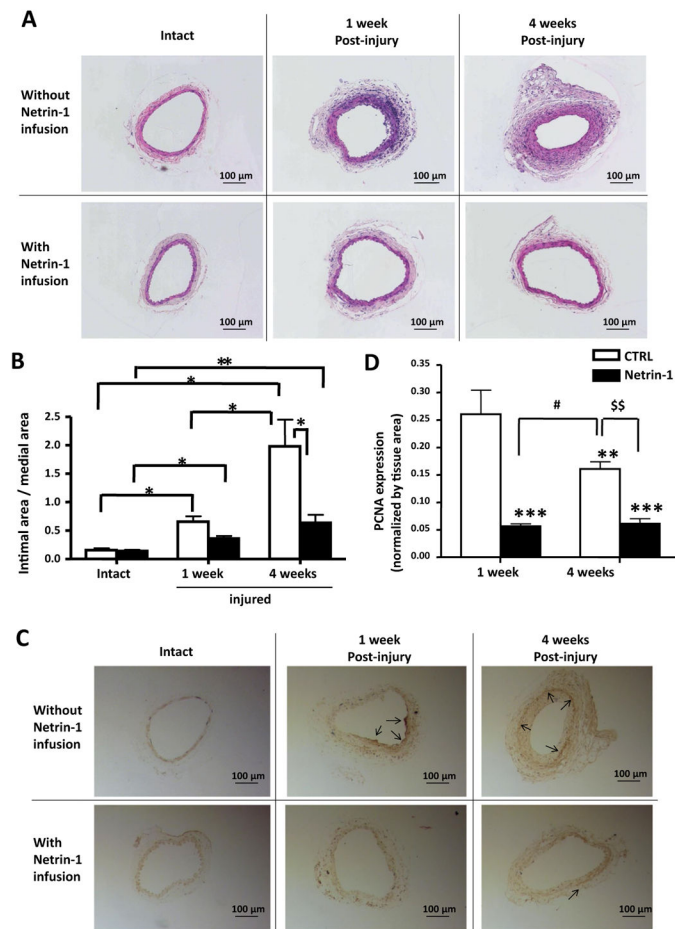 A
Intact
1 week
Post-injury
4 weeks
Post-injury
Without
Netrin-1
infusion
100 µm
100 µm
100 µm
With
Netrin-1
infusion
100 µm
100 µm
100 µm
B
Intimal area / medial area
2.5
2.0
1.5
1.0
0.5
0.0
*
**
*
*
*
*
Intact
1 week
4 weeks
injured
D
CTRL
Netrin-1
PCNA expression
(normalized by tissue area)
0.35
0.30
0.25
0.20
0.15
0.10
0.05
0.00
#
$$
**
***
***
1 week
4 weeks
C
Intact
1 week
Post-injury
4 weeks
Post-injury
Without
Netrin-1
infusion
100 µm
100 µm
100 µm
With
Netrin-1
infusion
100 µm
100 µm
100 µm